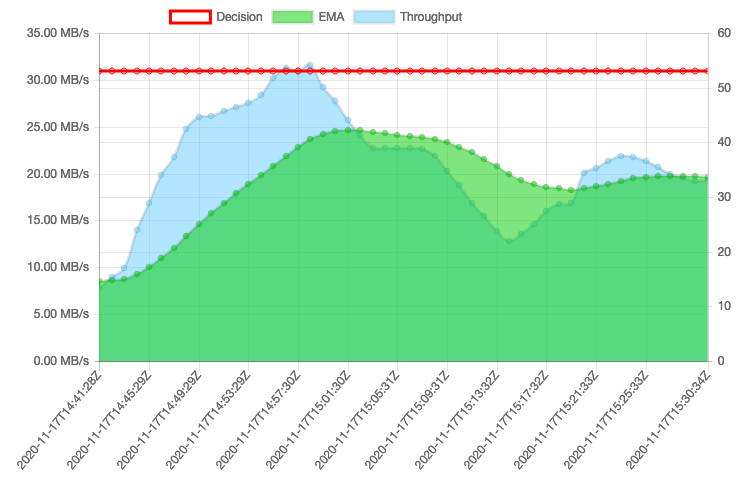 Decision EMA Throughput
35.00 MB/s 60
30.00 MB/s 50
25.00 MB/s 40
20.00 MB/s 30
15.00 MB/s 20
10.00 MB/s 10
5.00 MB/s 0
0.00 MB/s
2020-11-17T14:41:28Z
2020-11-17T14:45:29Z
2020-11-17T14:49:29Z
2020-11-17T14:53:29Z
2020-11-17T14:57:30Z
2020-11-17T15:01:30Z
2020-11-17T15:05:31Z
2020-11-17T15:09:31Z
2020-11-17T15:13:32Z
2020-11-17T15:17:32Z
2020-11-17T15:21:33Z
2020-11-17T15:25:33Z
2020-11-17T15:30:34Z